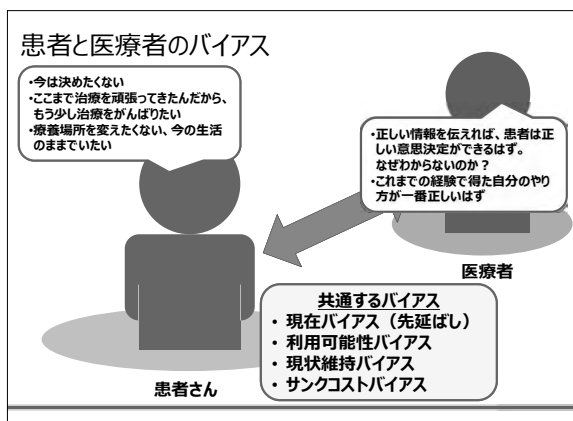 患者と医療者のバイアス
・今は決めたくない
・ここまで治療を頑張ってきたんだから、
もう少し治療をがんばりたい
・療養場所を変えたくない、今の生活
のままでいたい
・正しい情報を伝えれば、患者は正
しい意思決定ができるはず。
なぜわからないのか？
・これまでの経験で得た自分のやり
方が一番正しいはず
医療者
共通するバイアス
・ 現在バイアス（先延ばし）
・ 利用可能性バイアス
・ 現状維持バイアス
・ サンクコストバイアス
患者さん